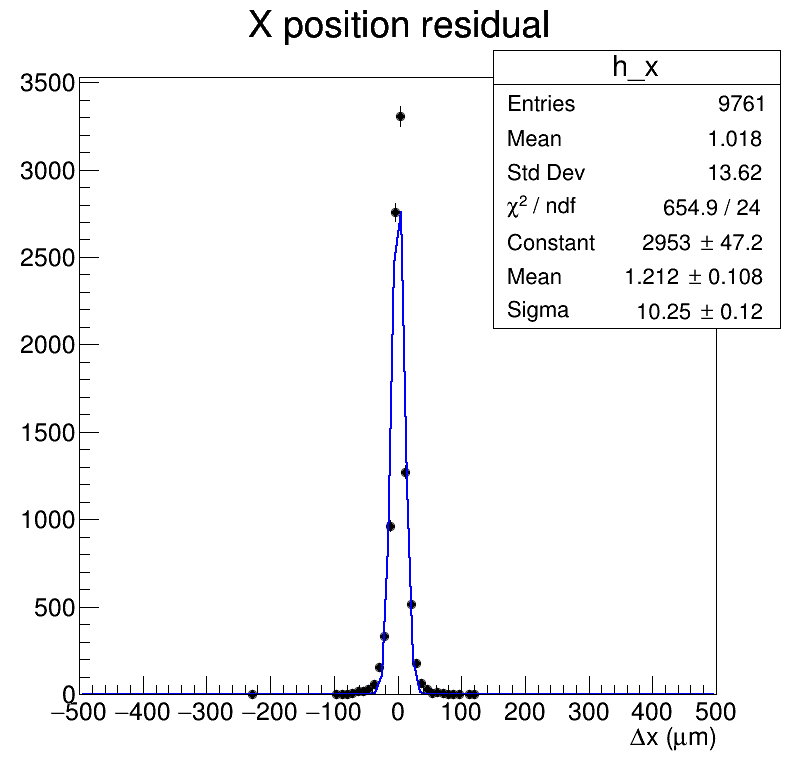 X position residual
h_x
Entries 9761
Mean 1.018
Std Dev 13.62
χ² / ndf 654.9 / 24
Constant 2953 ± 47.2
Mean 1.212 ± 0.108
Sigma 10.25 ± 0.12
3500
3000
2500
2000
1500
1000
500
0
−500 −400 −300 −200 −100 0 100 200 300 400 500
Δx (μm)